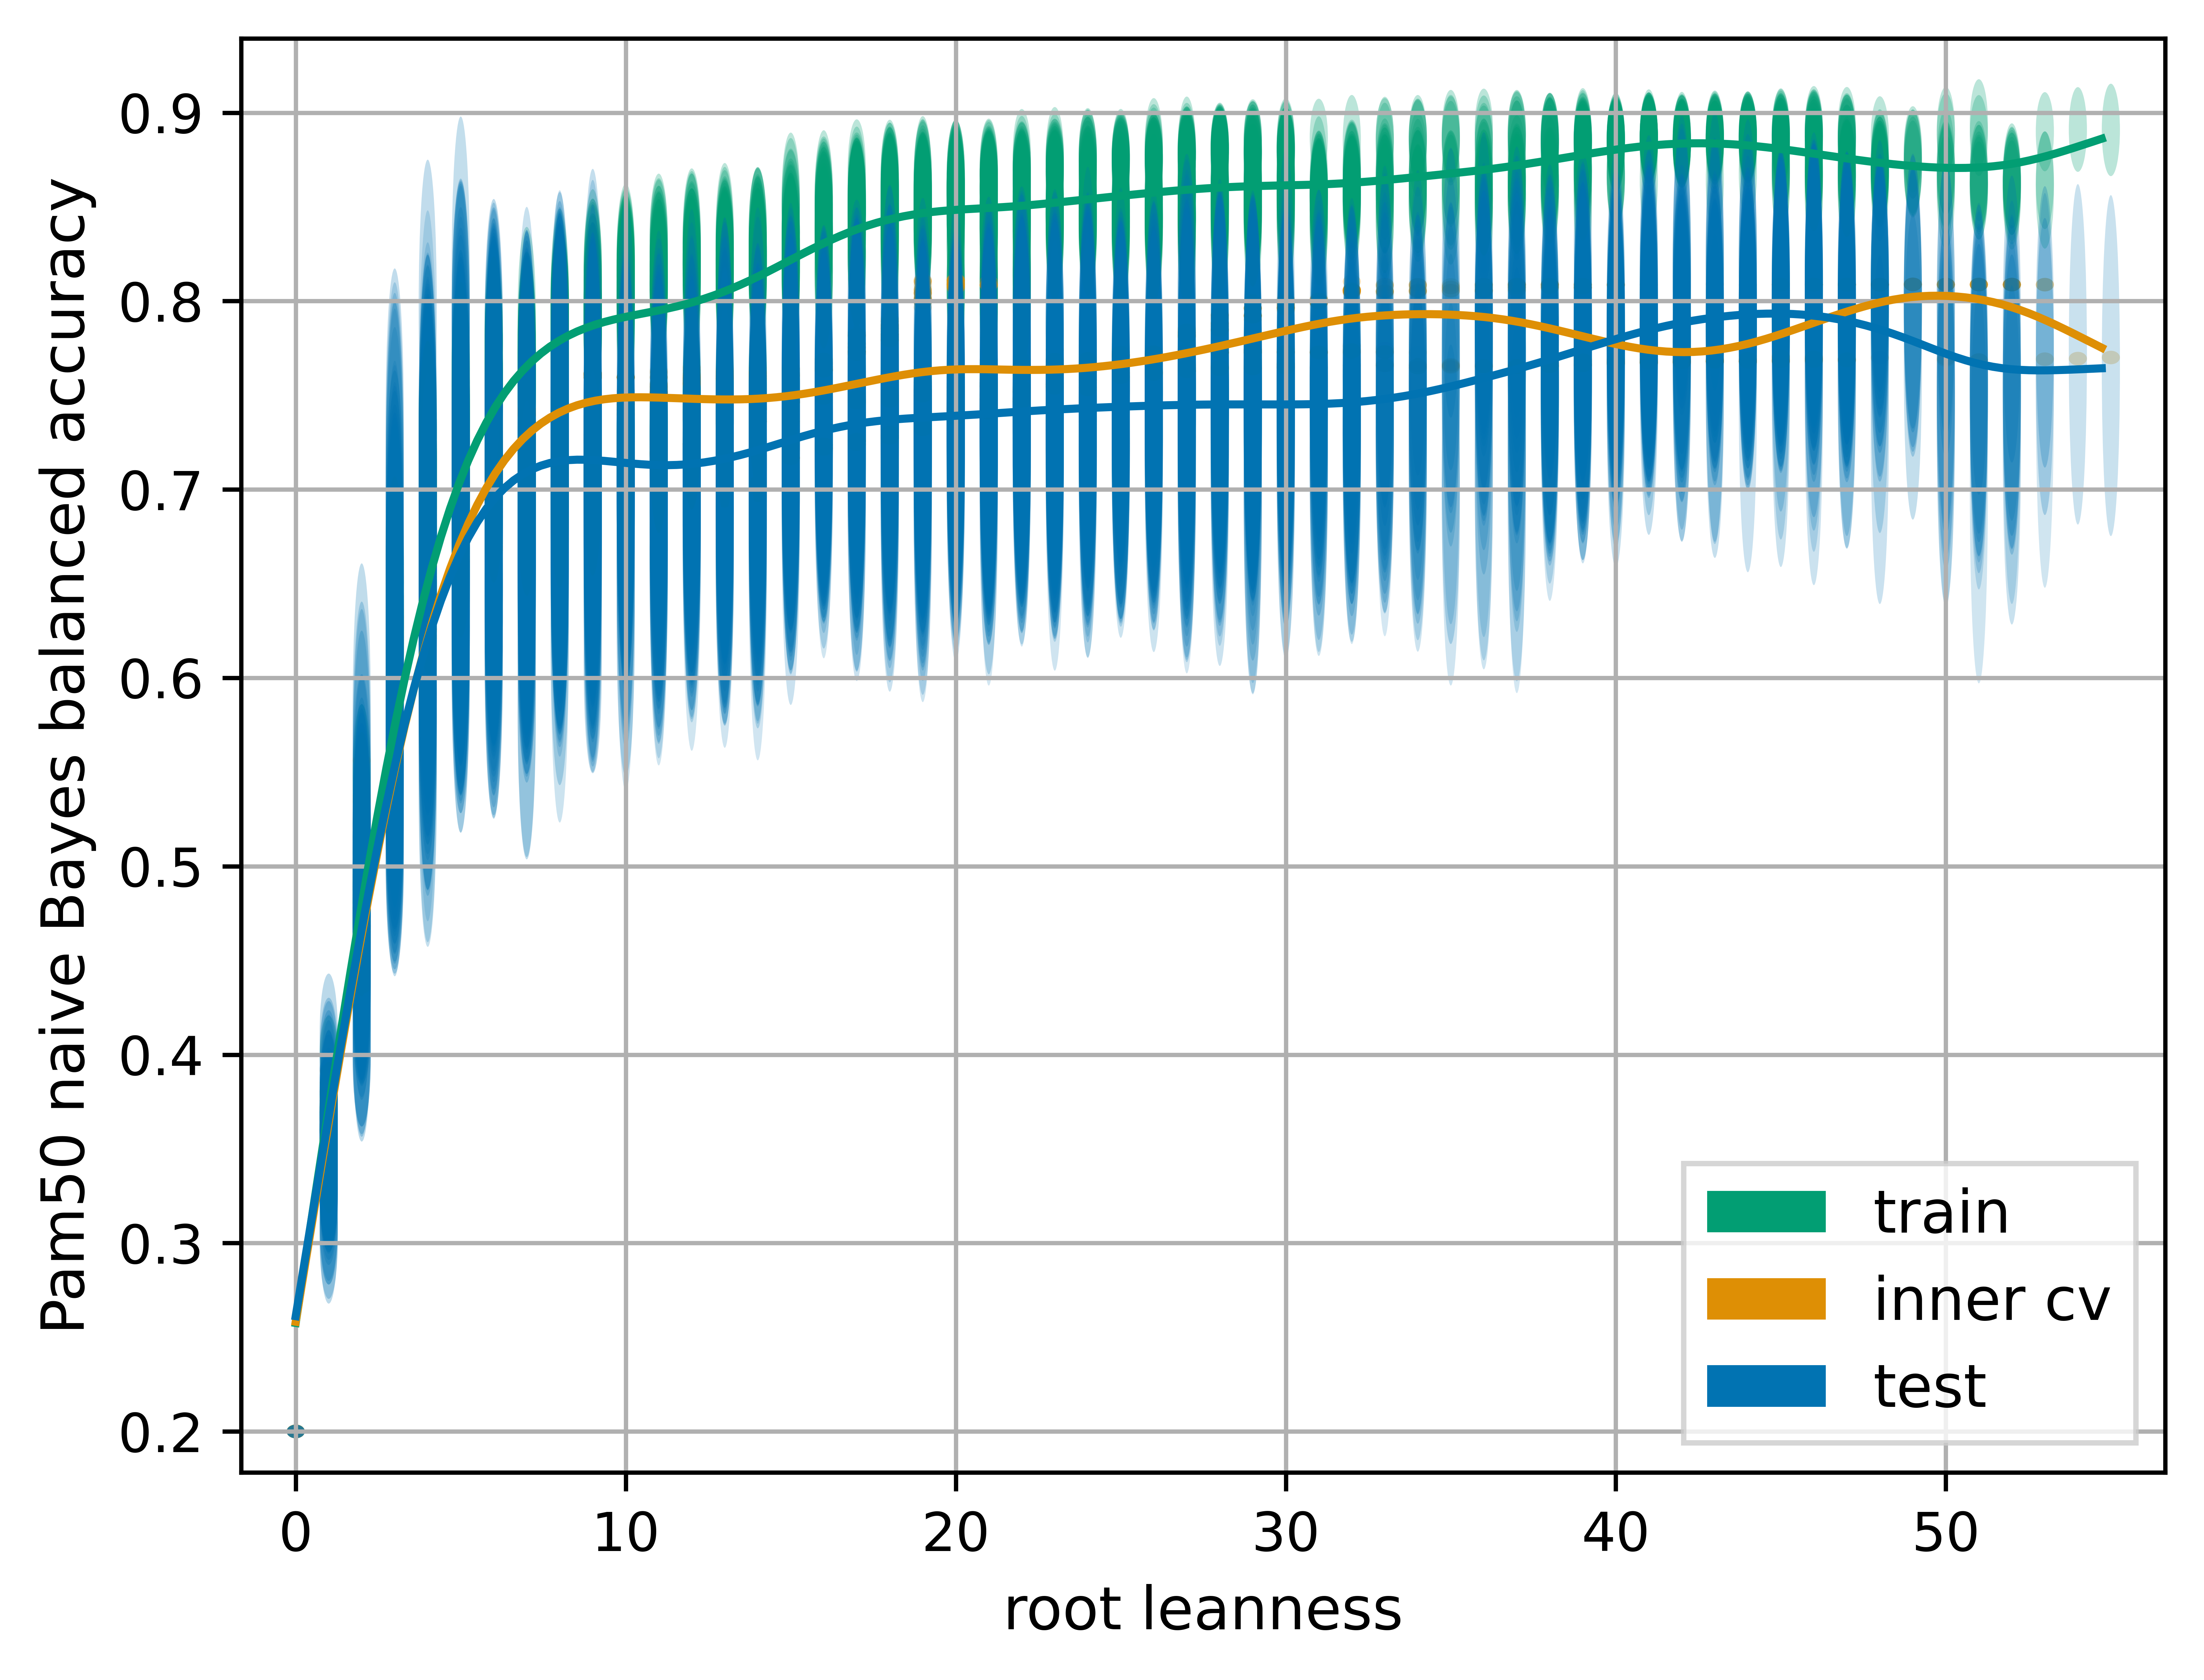 Pam50 naive Bayes balanced accuracy
0.9
0.8
0.7
0.6
0.5
0.4
0.3
0.2
0 10 20 30 40 50
root leanness
train
inner cv
test